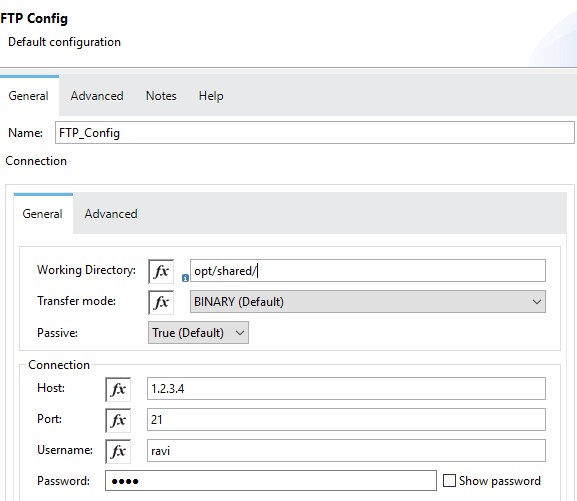 FTP Config
Default configuration
General Advanced Notes Help
Name: FTP_Config
Connection
General Advanced
Working Directory: fx i opt/shared/
Transfer mode: fx BINARY (Default)
Passive: True (Default)
Connection
Host: fx 1.2.3.4
Port: fx 21
Username: fx ravi
Password: •••• Show password